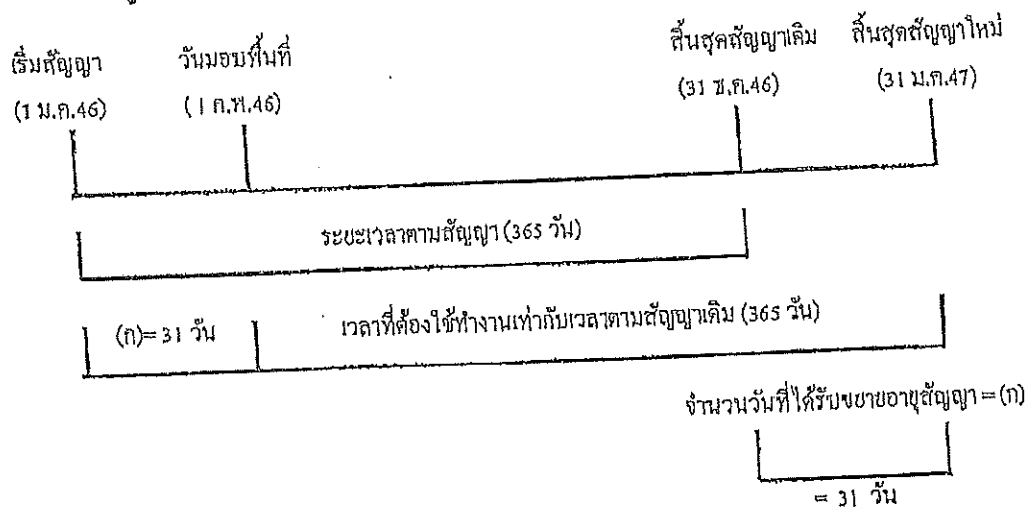 เริ่มสัญญา วันมอบพื้นที่ สิ้นสุดสัญญาเดิม สิ้นสุดสัญญาใหม่
(1 ม.ค.46) (1 ก.พ.46) (31 ธ.ค.46) (31 ม.ค.47)
ระยะเวลาตามสัญญา (365 วัน)
(ก)= 31 วัน เวลาที่ต้องใช้ทำงานเท่ากับเวลาตามสัญญาเดิม (365 วัน)
จำนวนวันที่ได้รับขยายอายุสัญญา = (ก)
= 31 วัน